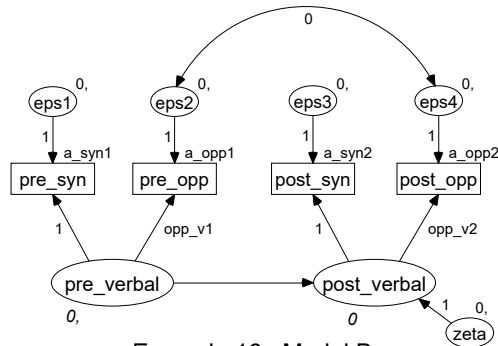 0
0, 0, 0, 0,
eps1 eps2 eps3 eps4
1 1 1 1
a_syn1 a_opp1 a_syn2 a_opp2
pre_syn pre_opp post_syn post_opp
1 opp_v1 1 opp_v2
pre_verbal post_verbal
0, 0 1 0,
zeta